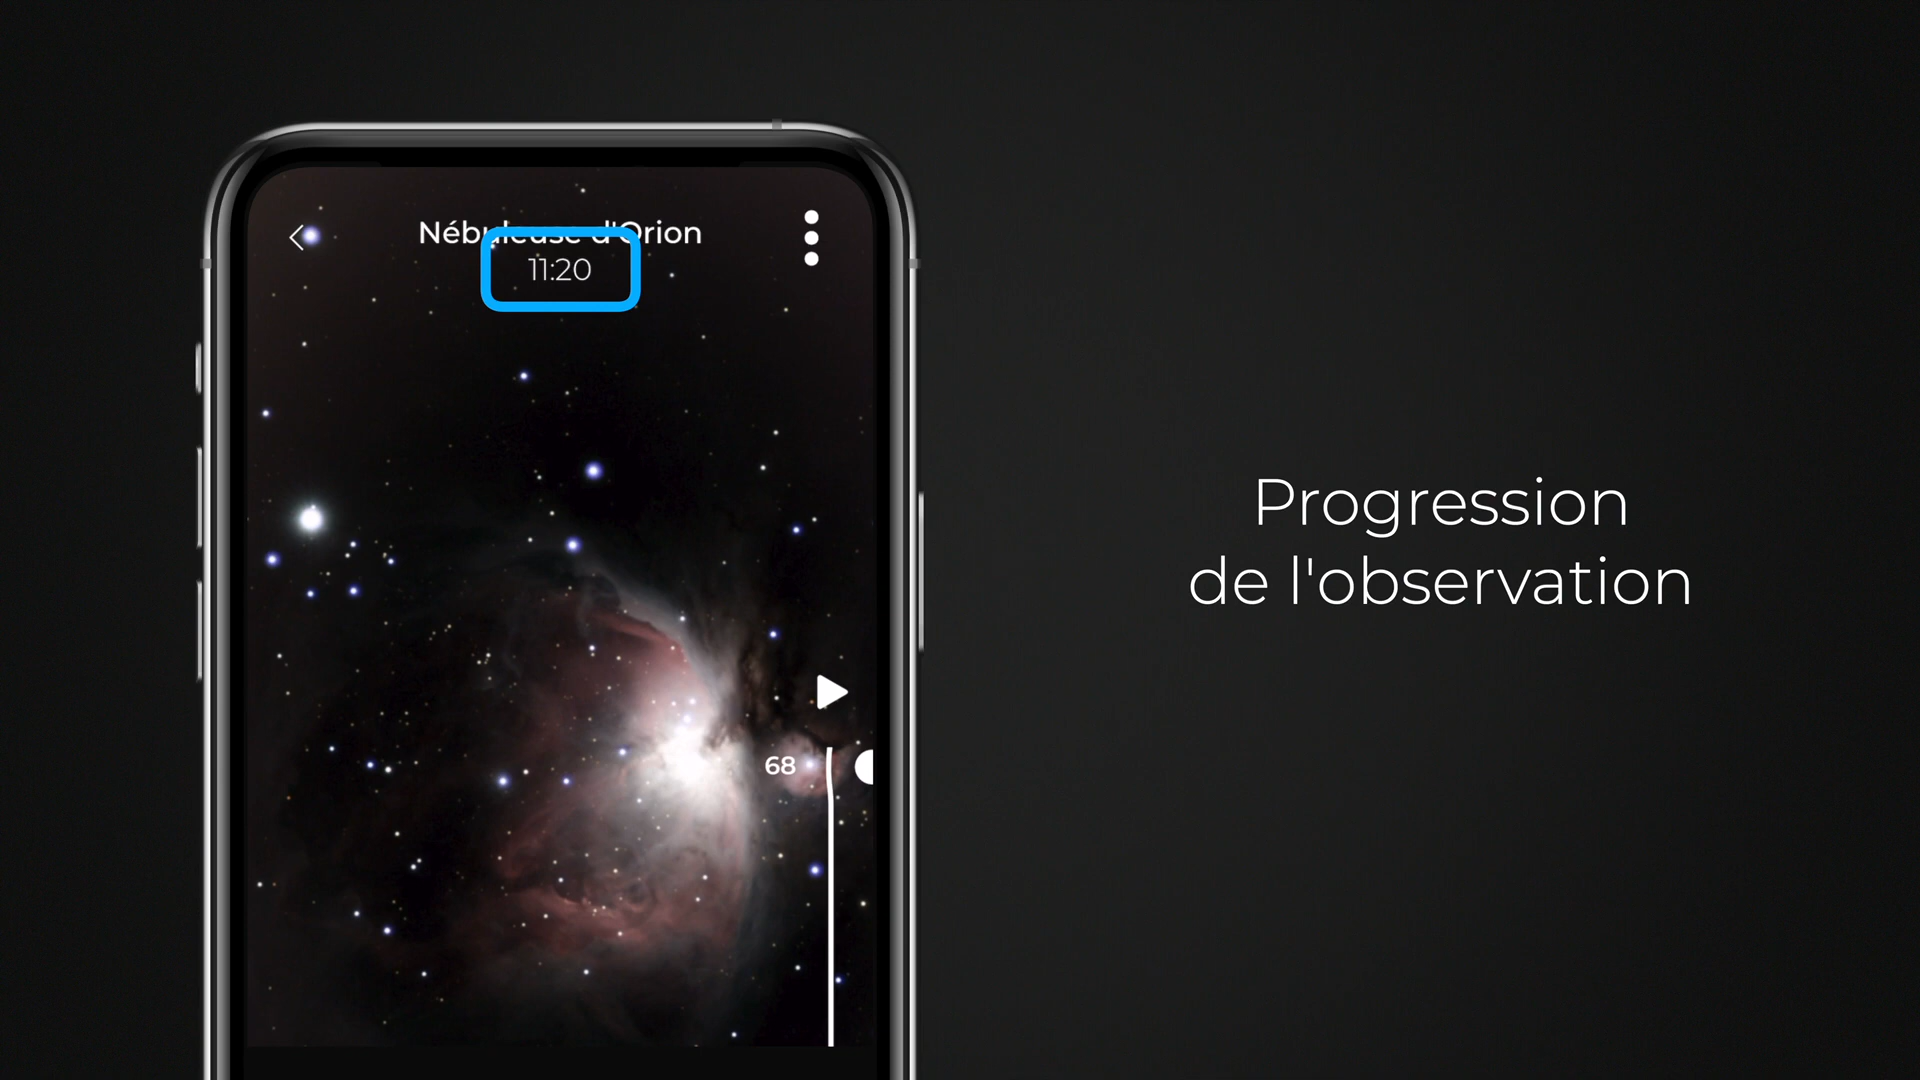 Nébuleuse d'Orion
11:20
68
Progression
de l'observation